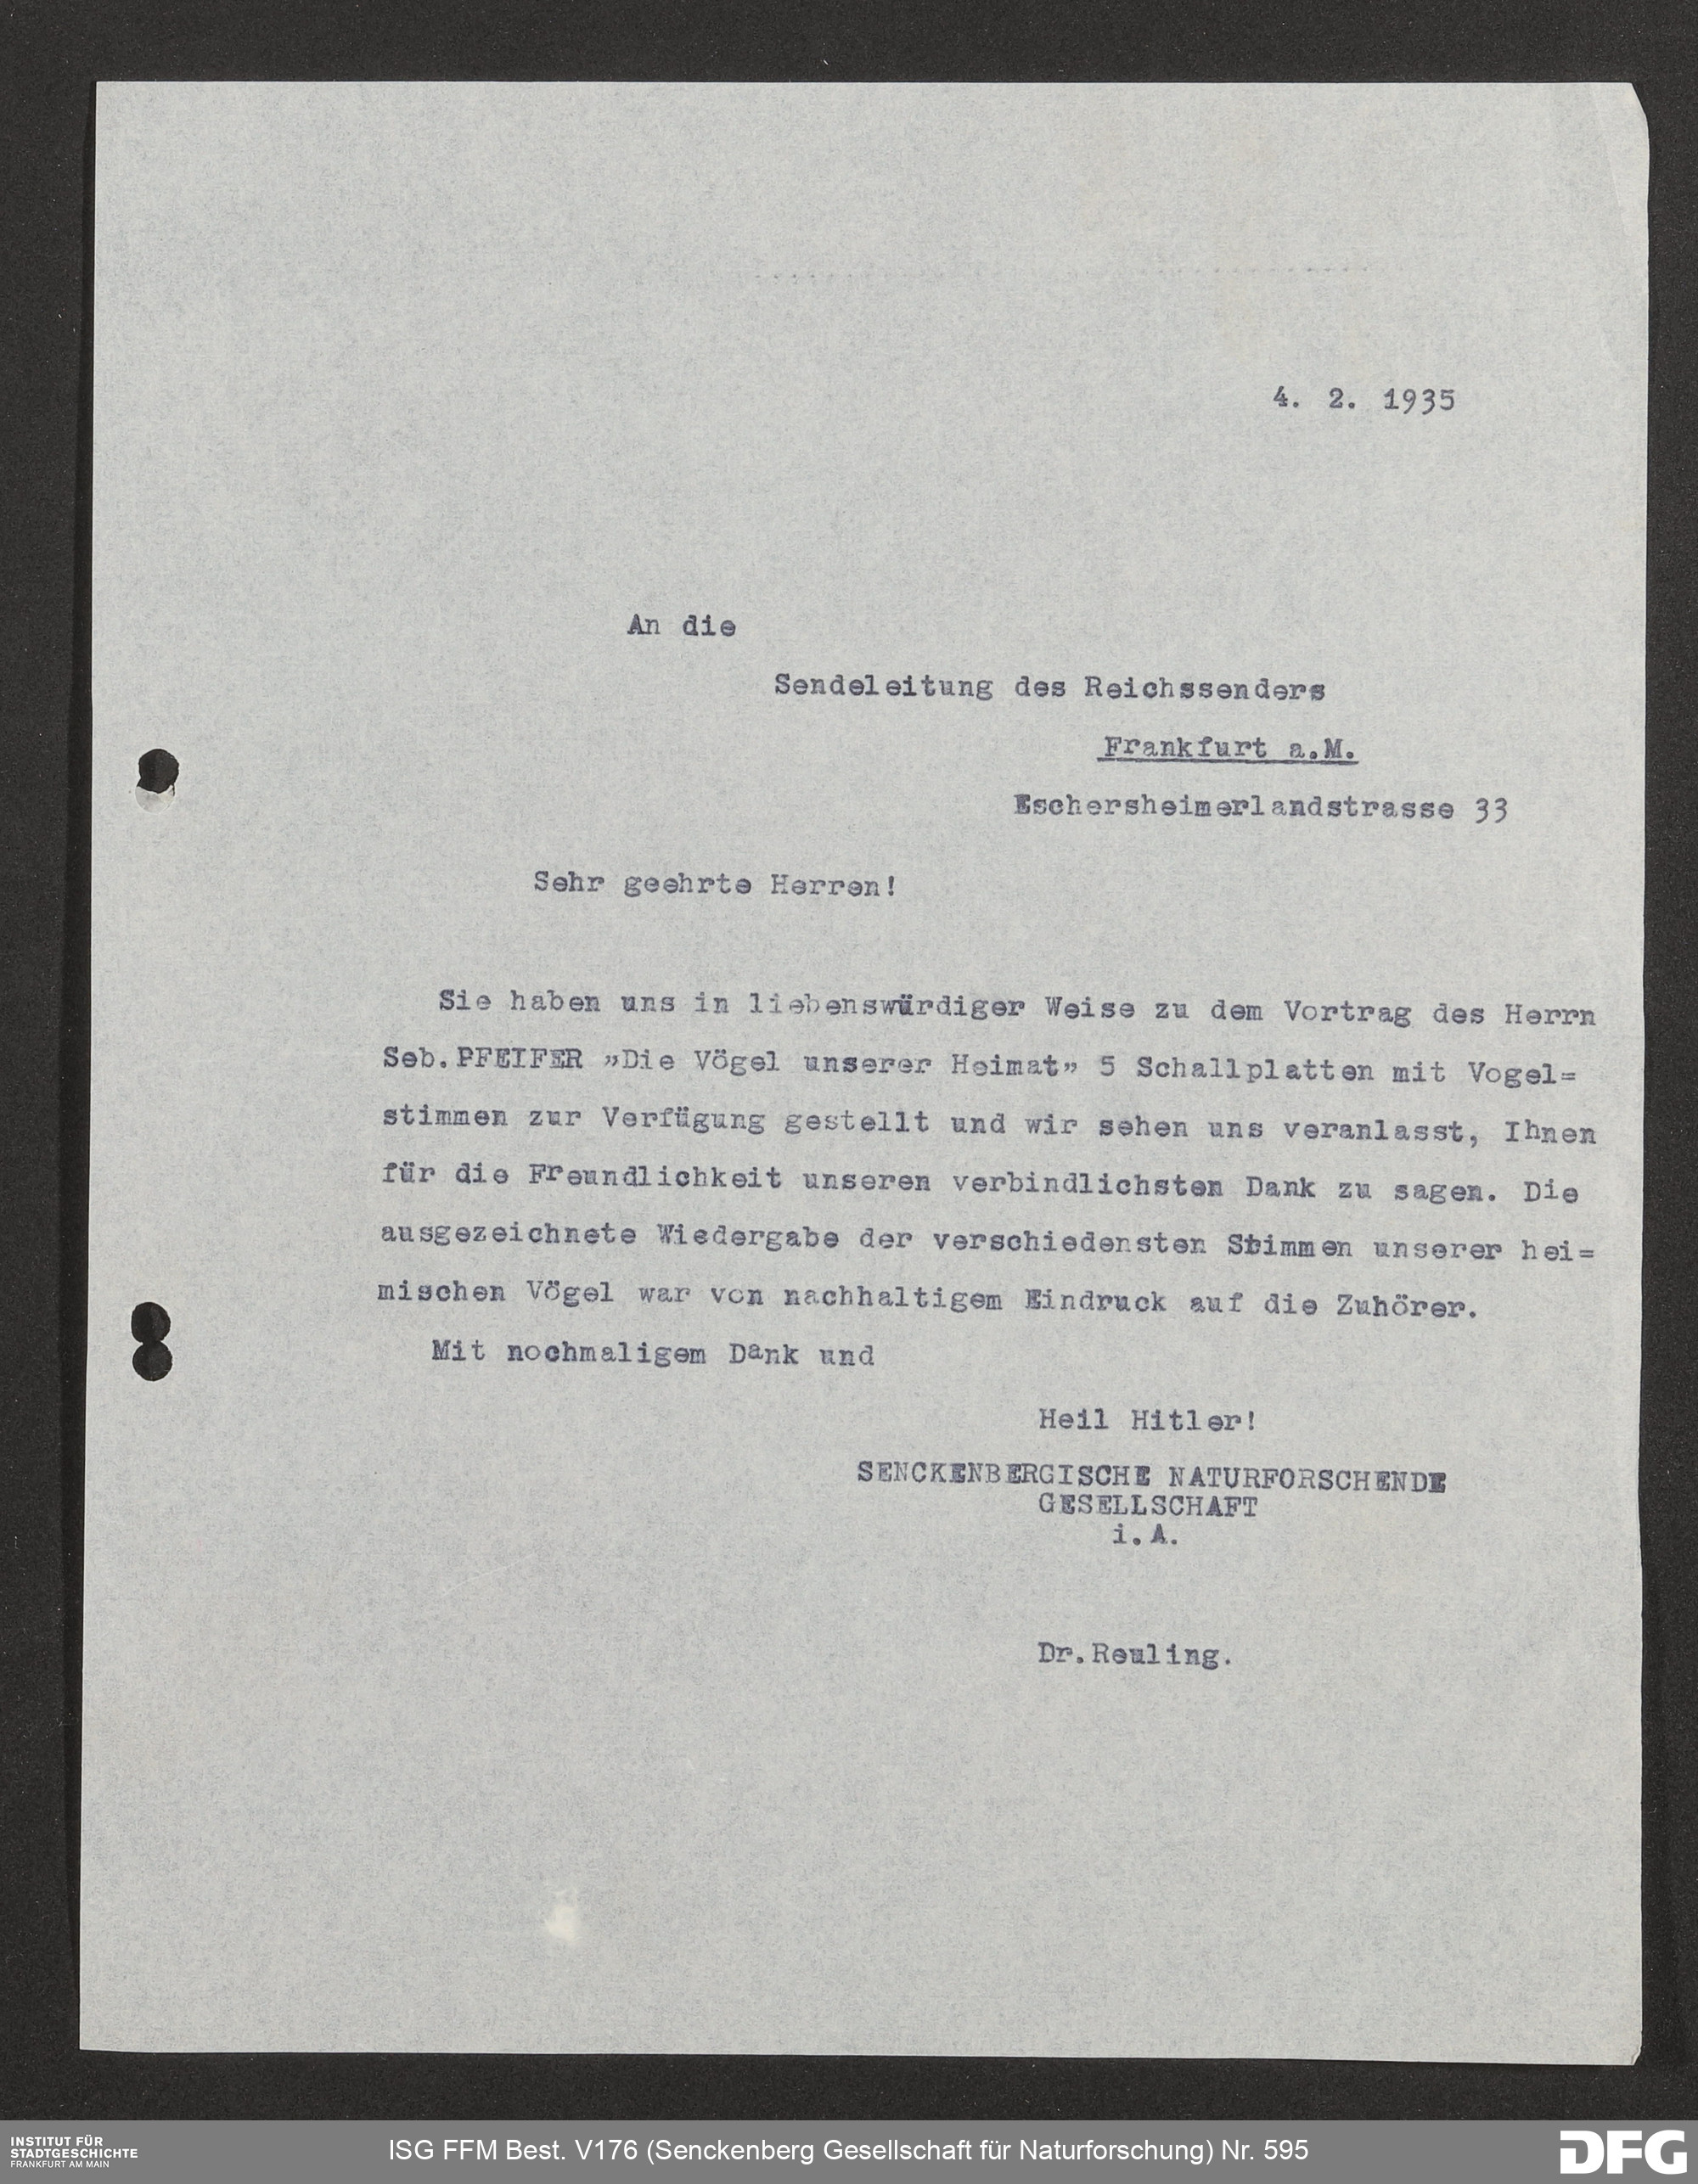 4. 2. 1935
An die
Sendeleitung des Reichssenders
Frankfurt a.M.
Eschersheimerlandstrasse 33
Sehr geehrte Herren!
Sie haben uns in liebenswürdiger Weise zu dem Vortrag des Herrn
Seb.PFEIFER „Die Vögel unserer Heimat" 5 Schallplatten mit Vogel=
stimmen zur Verfügung gestellt und wir sehen uns veranlasst, Ihnen
für die Freundlichkeit unseren verbindlichsten Dank zu sagen. Die
ausgezeichnete Wiedergabe der verschiedensten Stimmen unserer hei=
mischen Vögel war von nachhaltigem Eindruck auf die Zuhörer.
Mit nochmaligem Dank und
Heil Hitler!
SENCKENBERGISCHE NATURFORSCHENDE
GESELLSCHAFT
i.A.
Dr.Reuling.
INSTITUT FÜR
STADTGESCHICHTE
FRANKFURT AM MAIN
ISG FFM Best. V176 (Senckenberg Gesellschaft für Naturforschung) Nr. 595
DFG